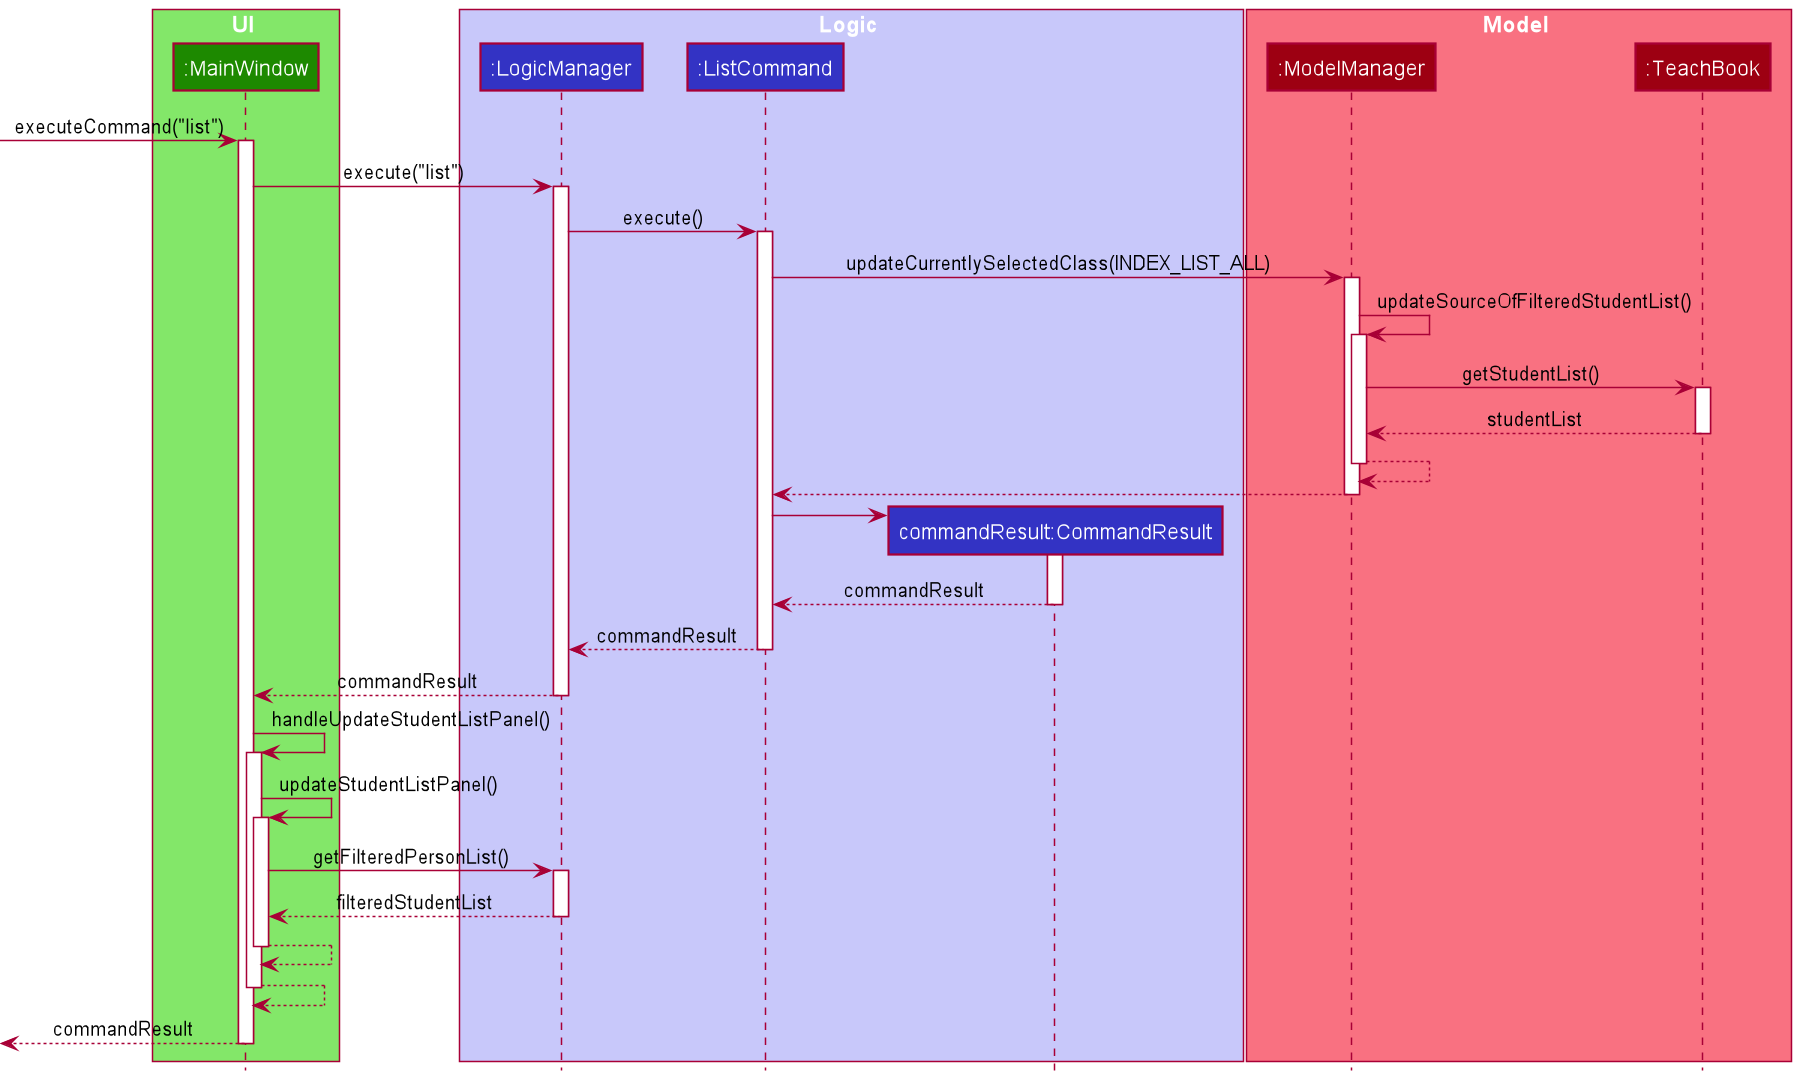 UI
Logic
Model
:MainWindow
:LogicManager
:ListCommand
:ModelManager
:TeachBook
executeCommand("list")
execute("list")
execute()
updateCurrentlySelectedClass(INDEX_LIST_ALL)
updateSourceOfFilteredStudentList()
getStudentList()
studentList
commandResult:CommandResult
commandResult
commandResult
commandResult
handleUpdateStudentListPanel()
updateStudentListPanel()
getFilteredPersonList()
filteredStudentList
commandResult